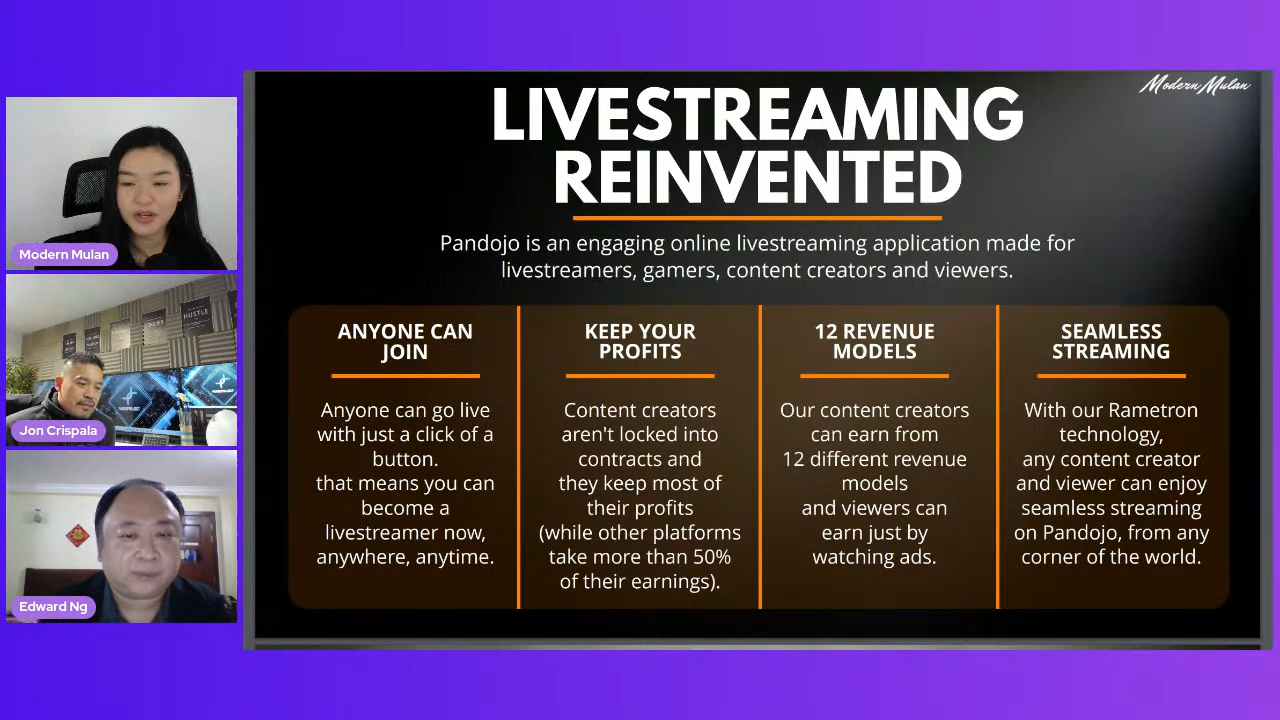 Modern Mulan
LIVESTREAMING
REINVENTED
Pandojo is an engaging online livestreaming application made for
livestreamers, gamers, content creators and viewers.
ANYONE CAN
JOIN
Anyone can go live
with just a click of a
button.
that means you can
become a
livestreamer now,
anywhere, anytime.
KEEP YOUR
PROFITS
Content creators
aren't locked into
contracts and
they keep most of
their profits
(while other platforms
take more than 50%
of their earnings).
12 REVENUE
MODELS
Our content creators
can earn from
12 different revenue
models
and viewers can
earn just by
watching ads.
SEAMLESS
STREAMING
With our Rametron
technology,
any content creator
and viewer can enjoy
seamless streaming
on Pandojo, from any
corner of the world.
Modern Mulan
HUSTLE
Jon Crispala
Edward Ng